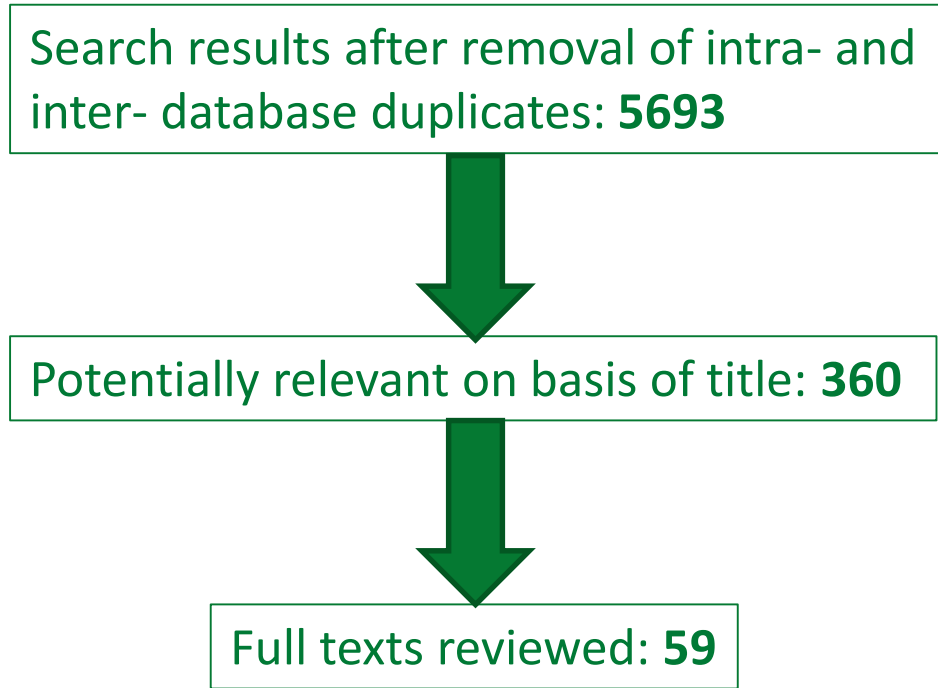 Search results after removal of intra- and
inter- database duplicates: 5693
Potentially relevant on basis of title: 360
Full texts reviewed: 59